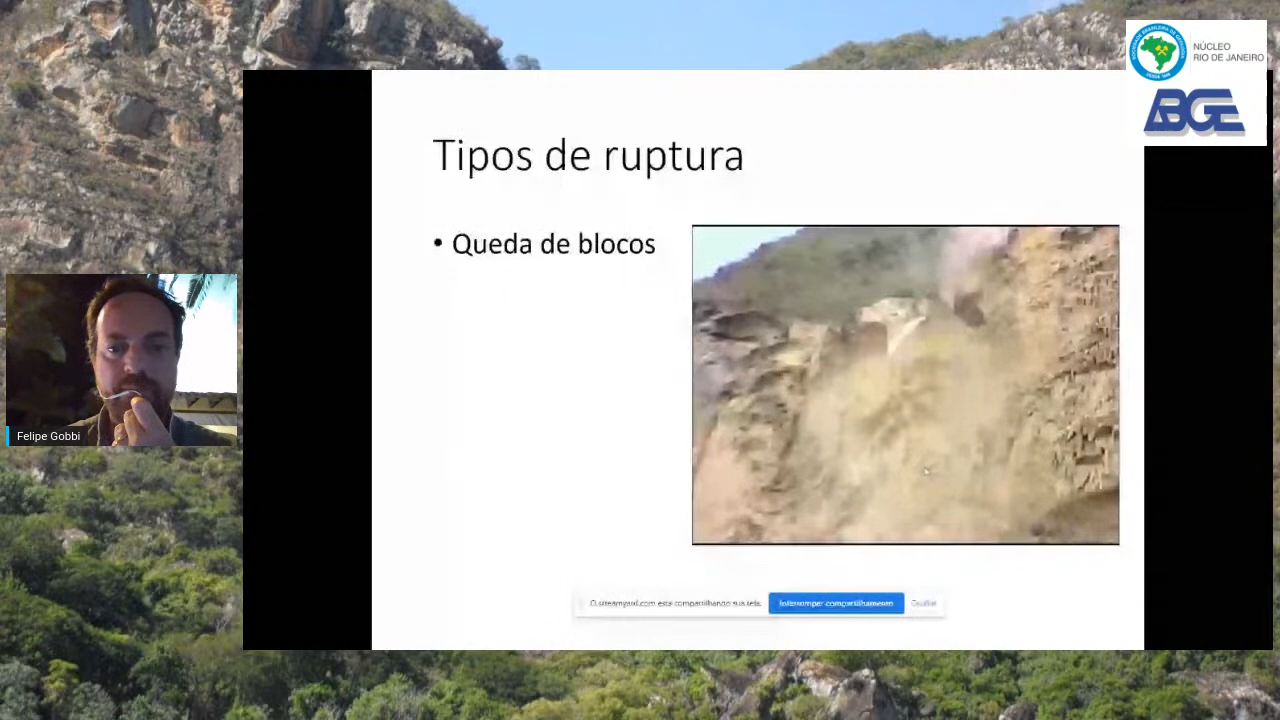 NÚCLEO
RIO DE JANEIRO
ABGE
Tipos de ruptura
• Queda de blocos
Felipe Gobbi
O streamyard.com está compartilhando sua tela.
Interromper compartilhamento
Ocultar